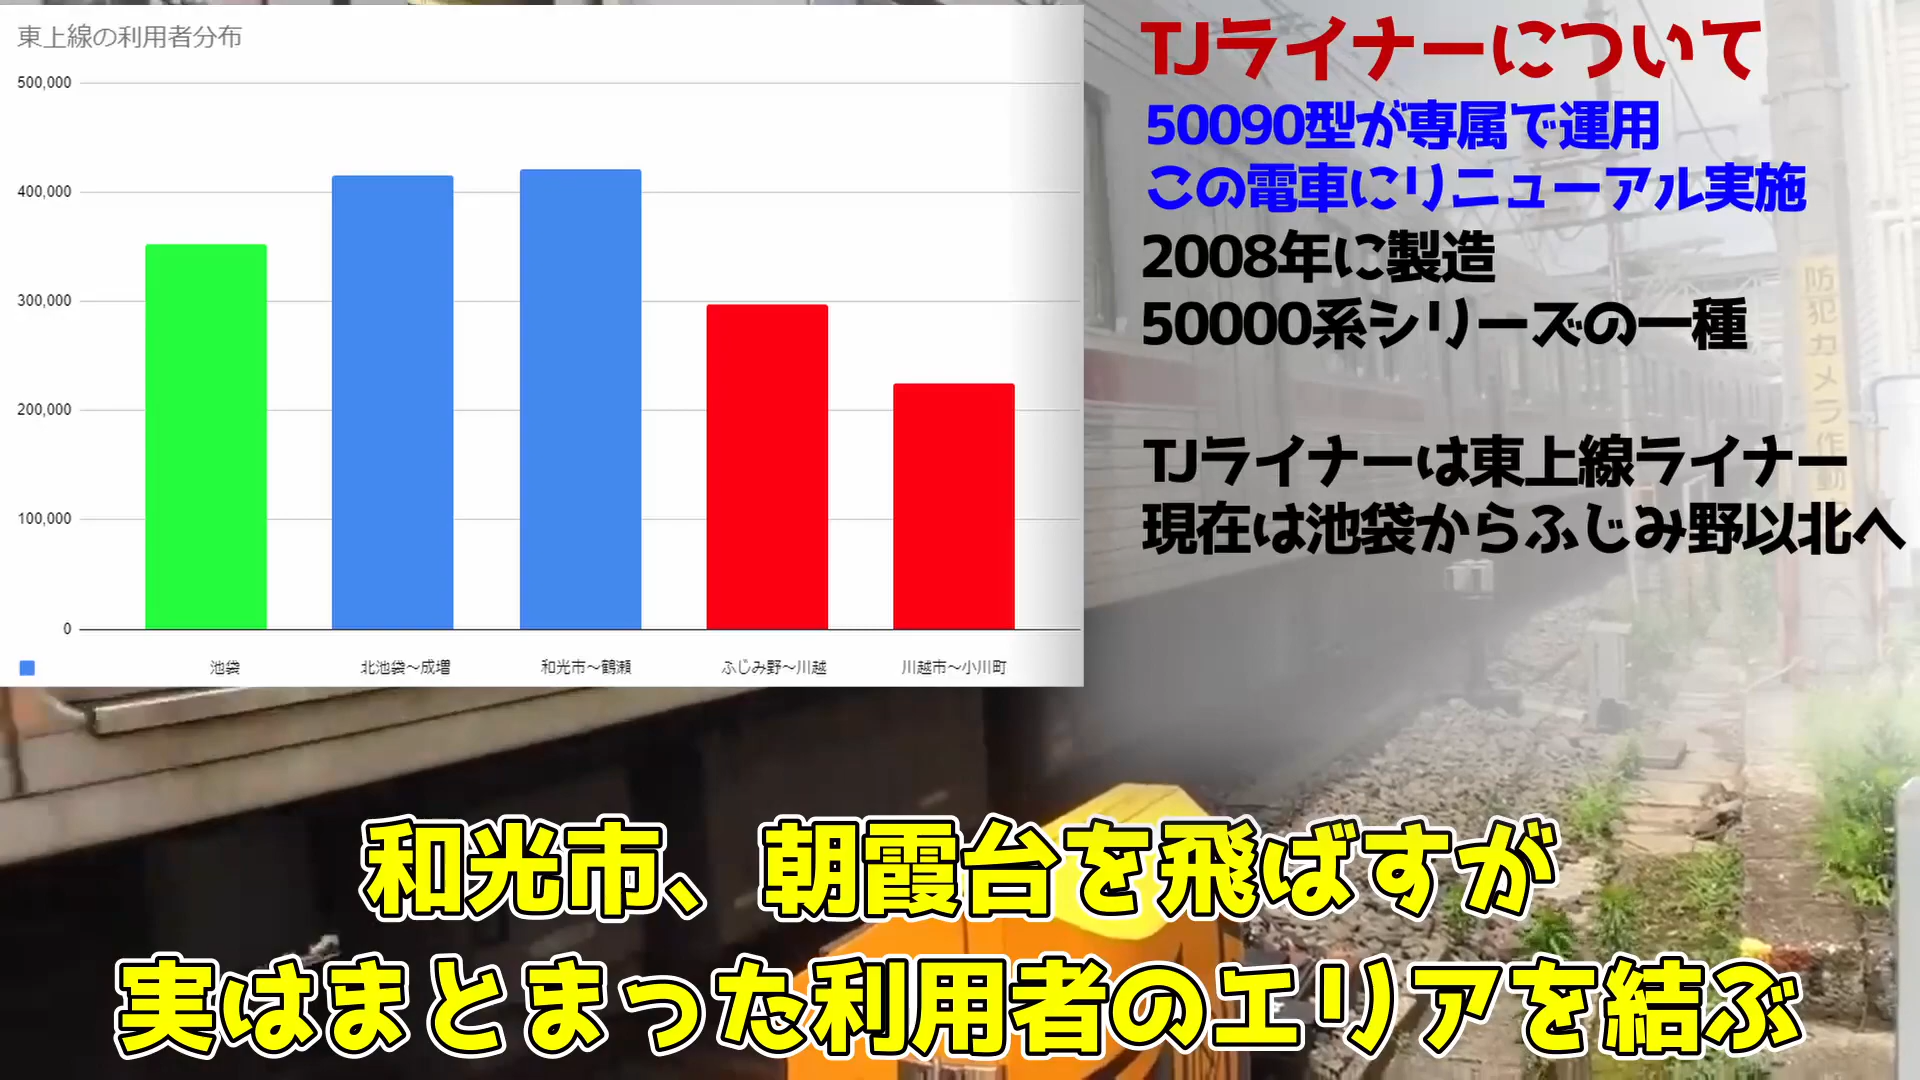 東上線の利用者分布
500,000
400,000
300,000
200,000
100,000
0
池袋
北池袋～成増
和光市～鶴瀬
ふじみ野～川越
川越市～小川町
TJライナーについて
50090型が専属で運用
この電車にリニューアル実施
2008年に製造
50000系シリーズの一種
TJライナーは東上線ライナー
現在は池袋からふじみ野以北へ
防犯カメラ作動
和光市、朝霞台を飛ばすが
実はまとまった利用者のエリアを結ぶ